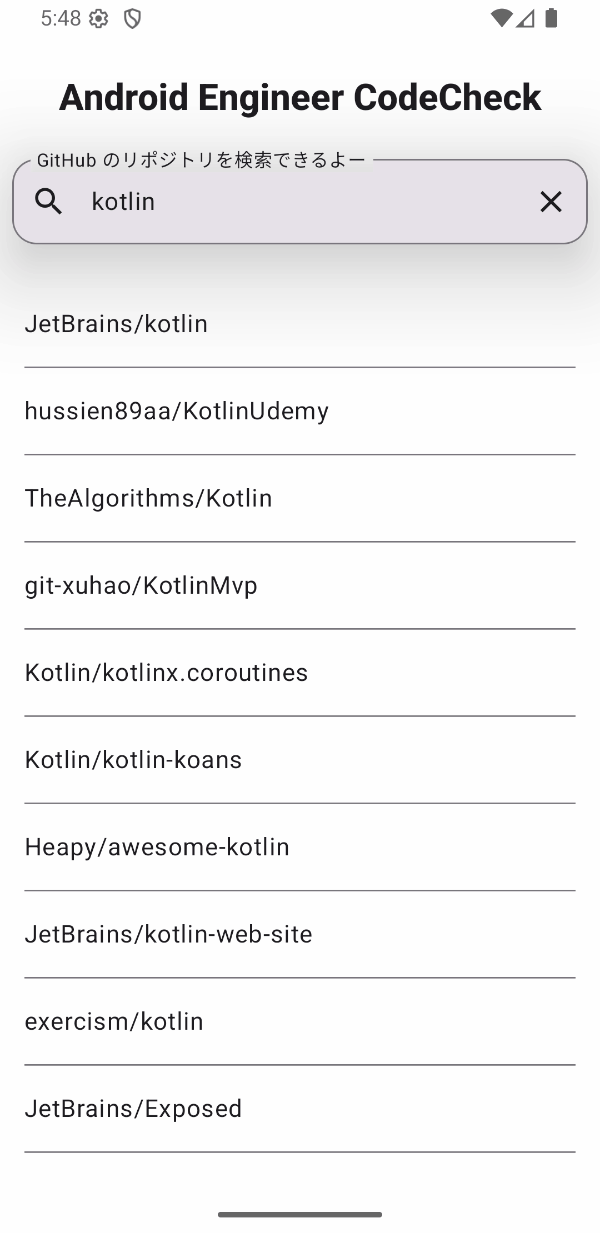 5:48
Android Engineer CodeCheck
GitHub のリポジトリを検索できるよー
kotlin
JetBrains/kotlin
hussien89aa/KotlinUdemy
TheAlgorithms/Kotlin
git-xuhao/KotlinMvp
Kotlin/kotlinx.coroutines
Kotlin/kotlin-koans
Heapy/awesome-kotlin
JetBrains/kotlin-web-site
exercism/kotlin
JetBrains/Exposed